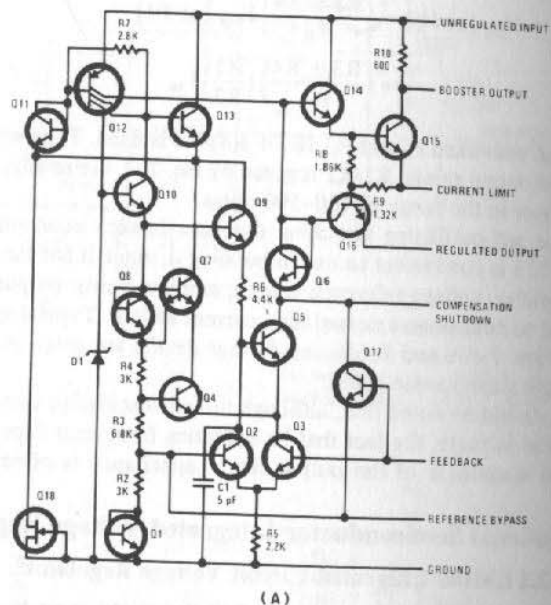 UNREGULATED INPUT
R7
2.8K
R10
600
BOOSTER OUTPUT
Q11
Q12
Q13
Q14
Q15
R8
1.86K
CURRENT LIMIT
R9
1.32K
Q16
REGULATED OUTPUT
Q10
Q9
Q8
Q7
R6
4.4K
Q6
COMPENSATION
SHUTDOWN
Q5
Q17
D1
R4
3K
Q4
R3
6.8K
Q2
Q3
FEEDBACK
R2
3K
C1
5 pF
REFERENCE BYPASS
Q18
Q1
R5
2.2K
GROUND
(A)